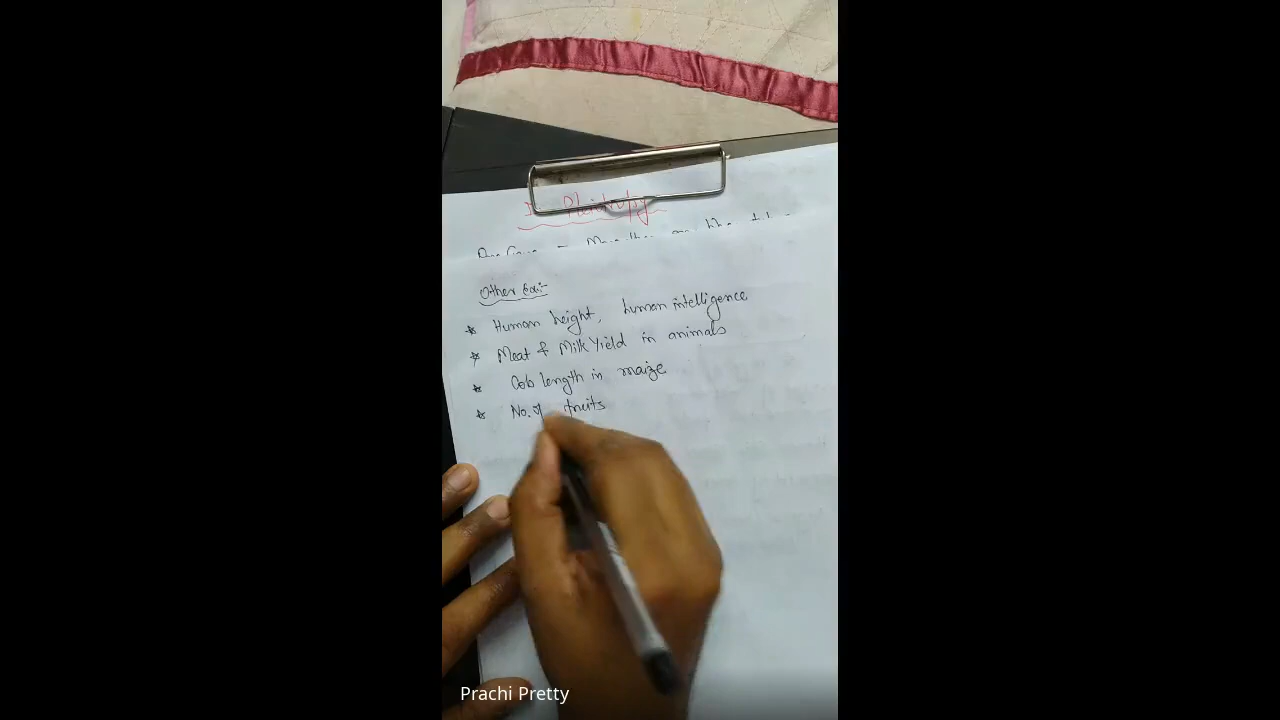 Other Ex:-
* Human height, human intelligence
* Meat & Milk Yield in animals
* Cob length in maize
* No. of fruits
Prachi Pretty